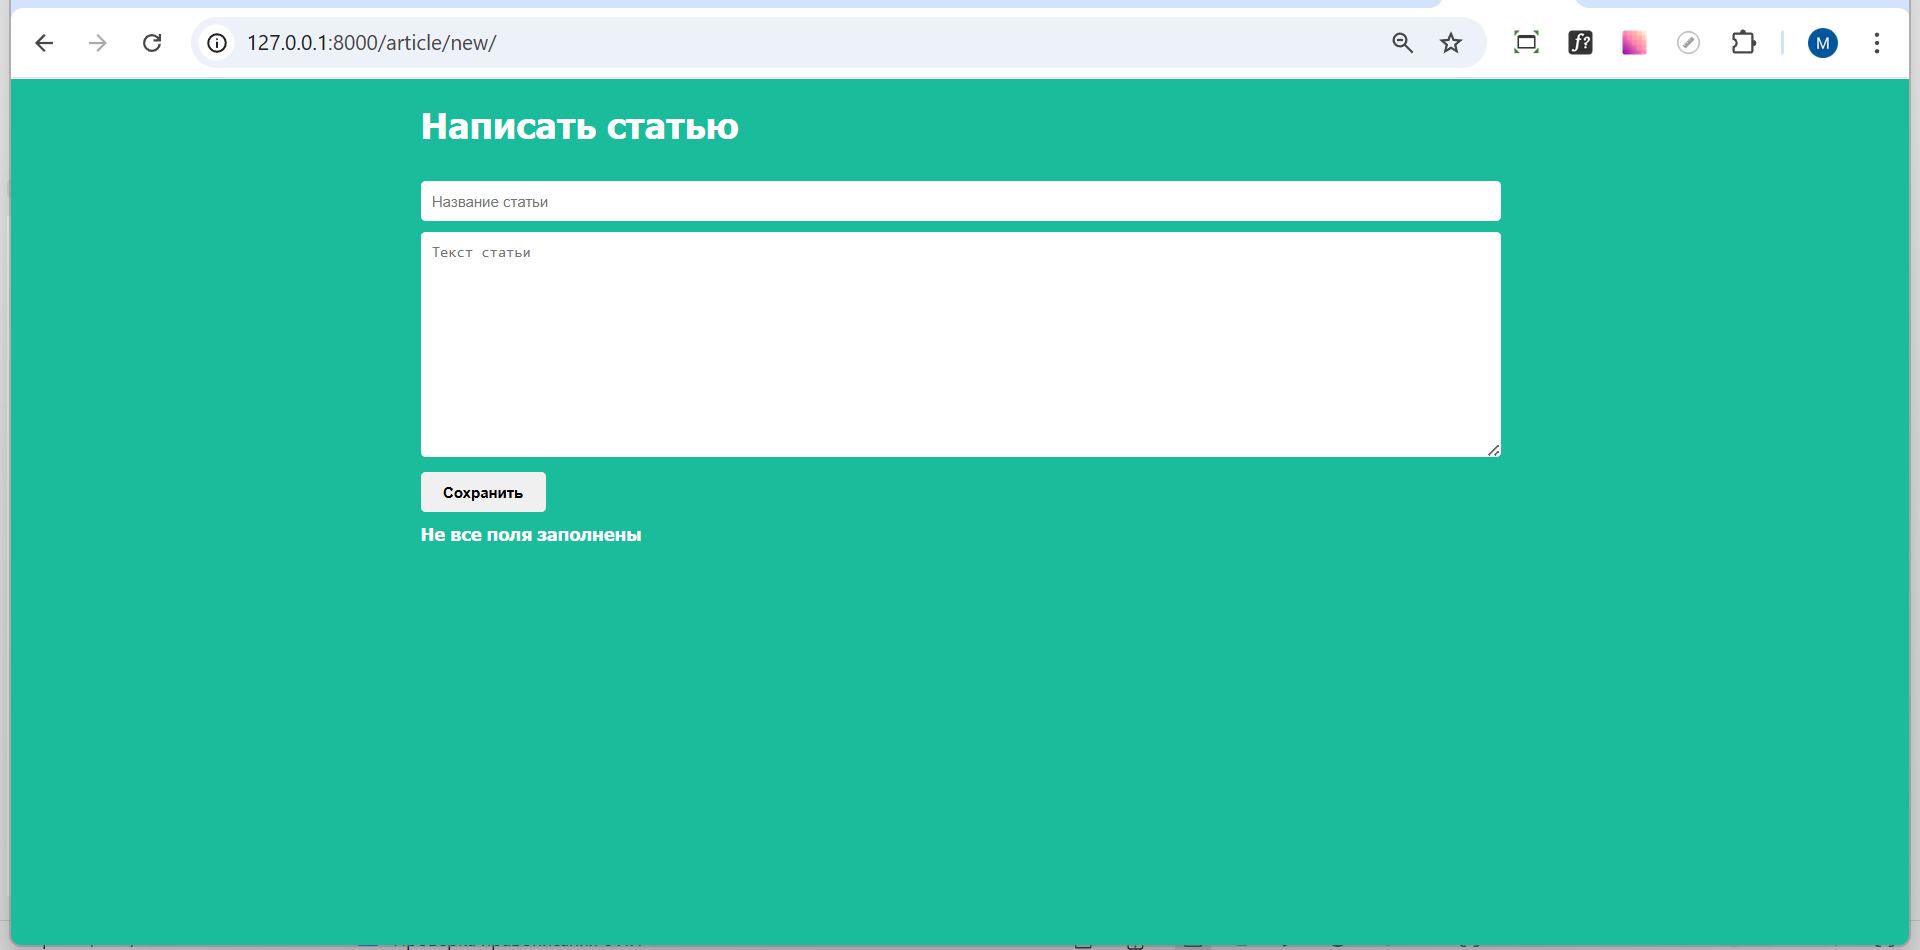 127.0.0.1:8000/article/new/
f?
M
Написать статью
Название статьи
Текст статьи
Сохранить
Не все поля заполнены